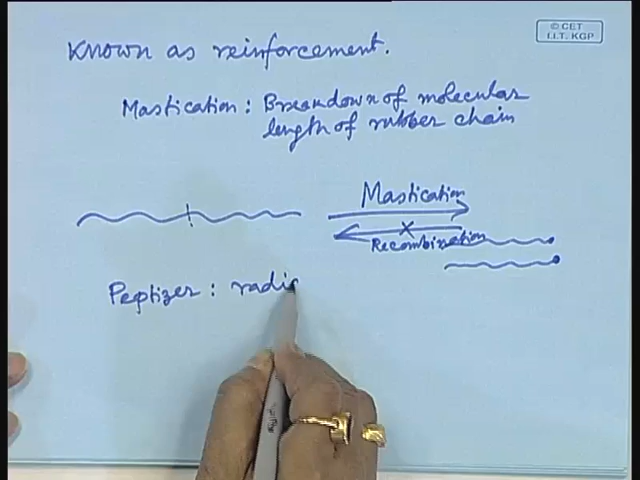 © CET
I.I.T. KGP
Known as reinforcement.
Mastication : Breakdown of molecular
length of rubber chain
Mastication
Recombination
Peptizer : radi